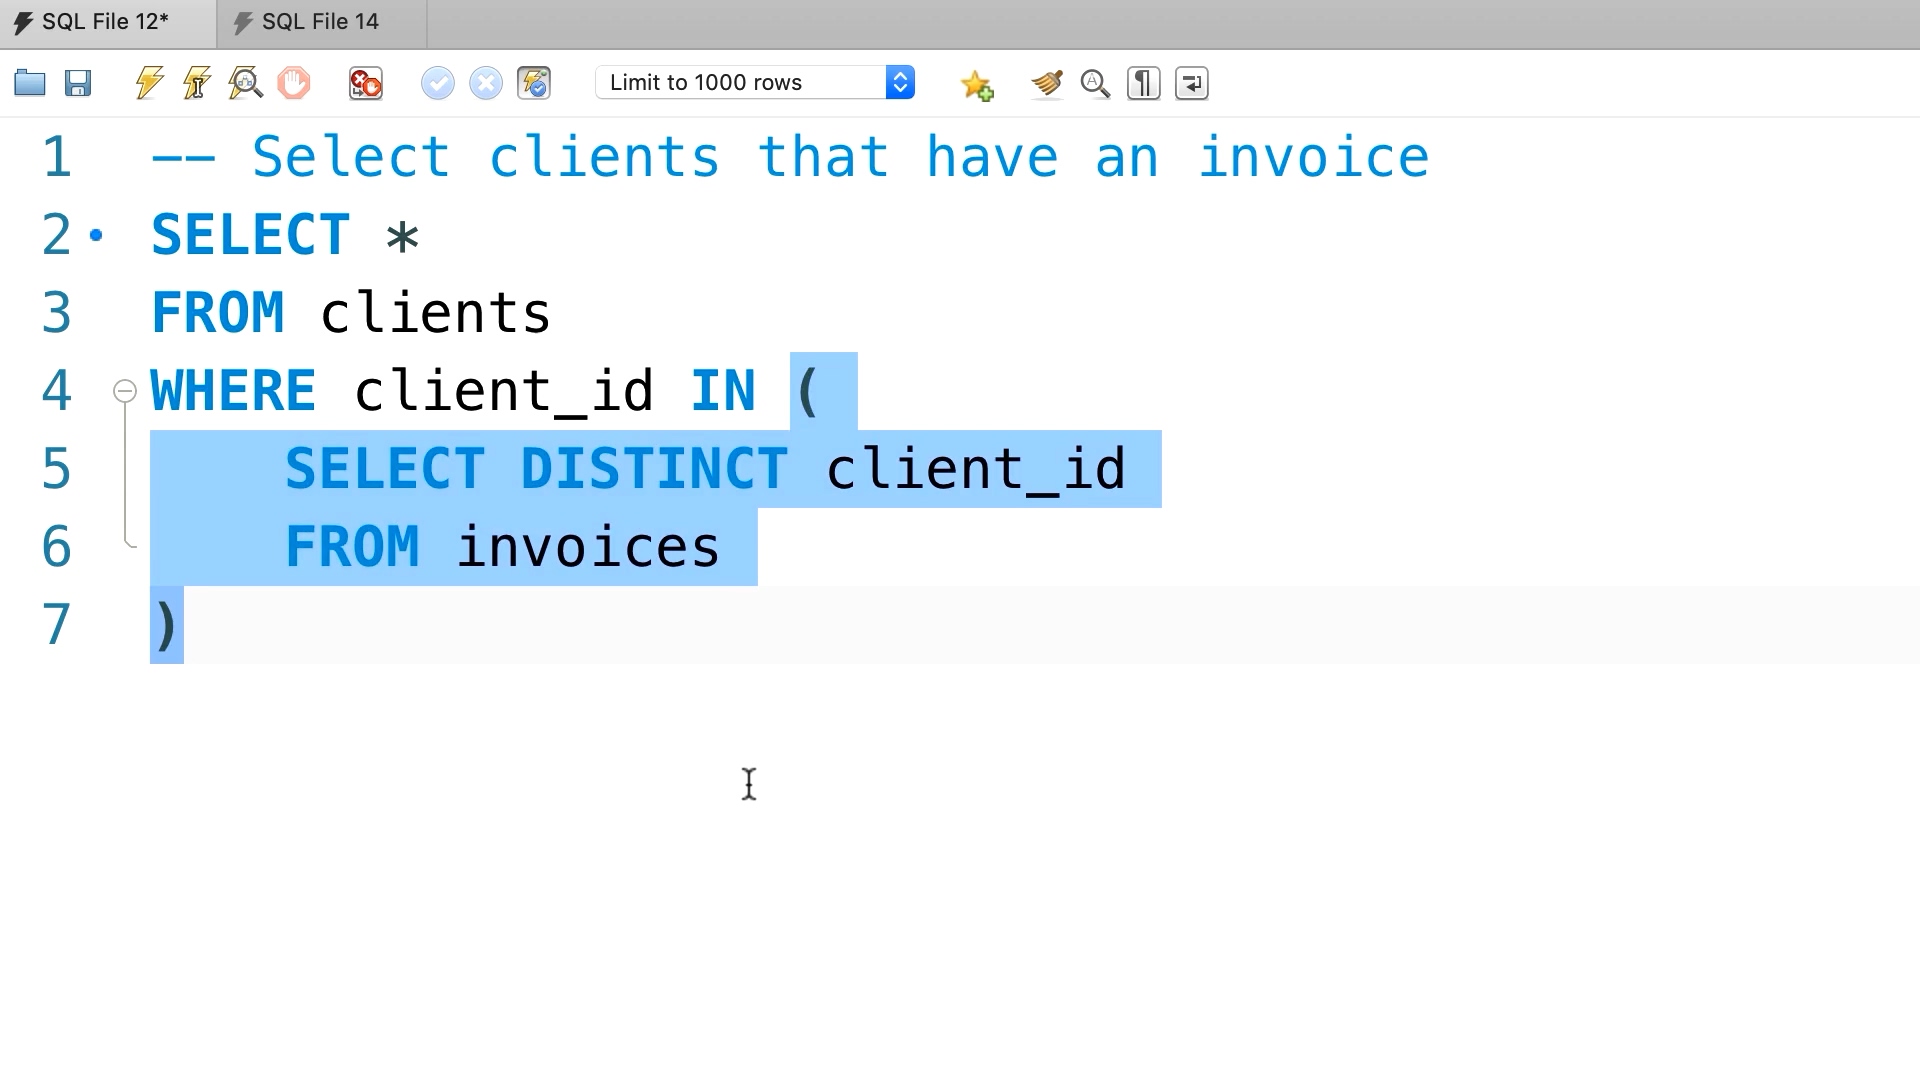 SQL File 12*
SQL File 14
Limit to 1000 rows
1 -- Select clients that have an invoice
2 SELECT *
3 FROM clients
4 WHERE client_id IN (
5 SELECT DISTINCT client_id
6 FROM invoices
7 )